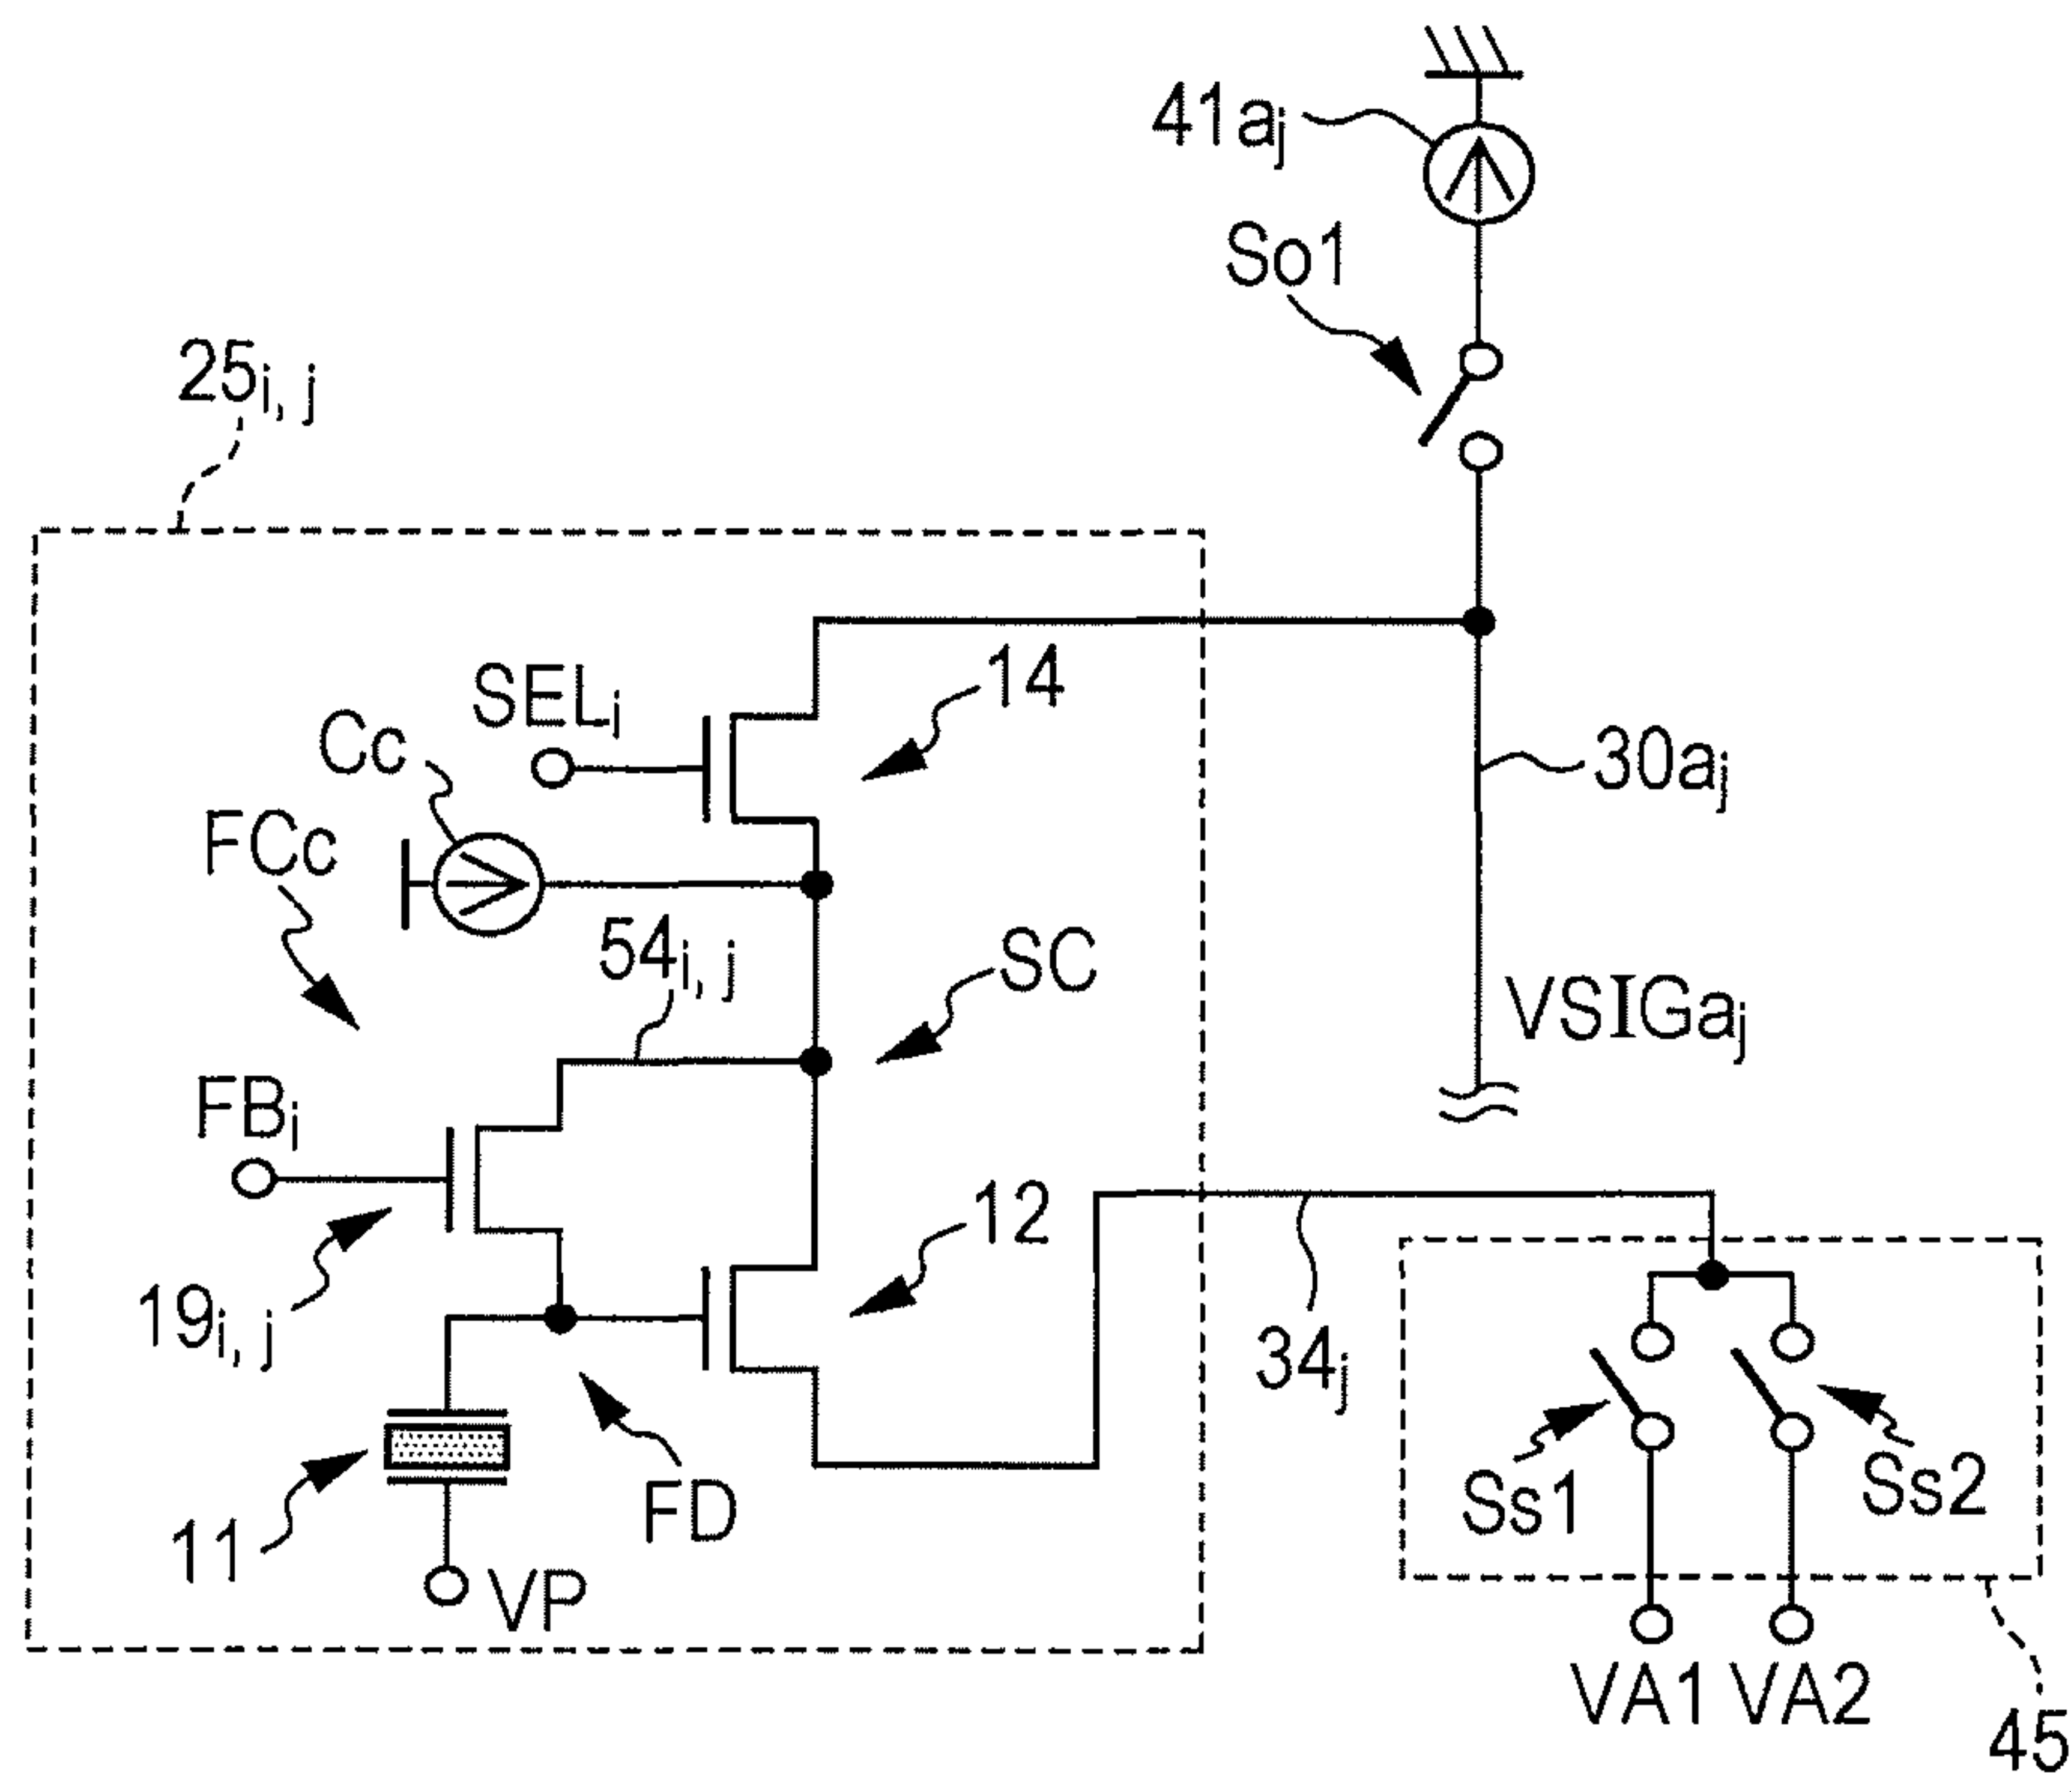 41aj
So1
25i, j
14
SELi
Cc
30aj
FCc
54i, j
SC
VSIGaj
FBi
12
19i, j
34j
Ss1
Ss2
FD
11
VP
VA1
VA2
45